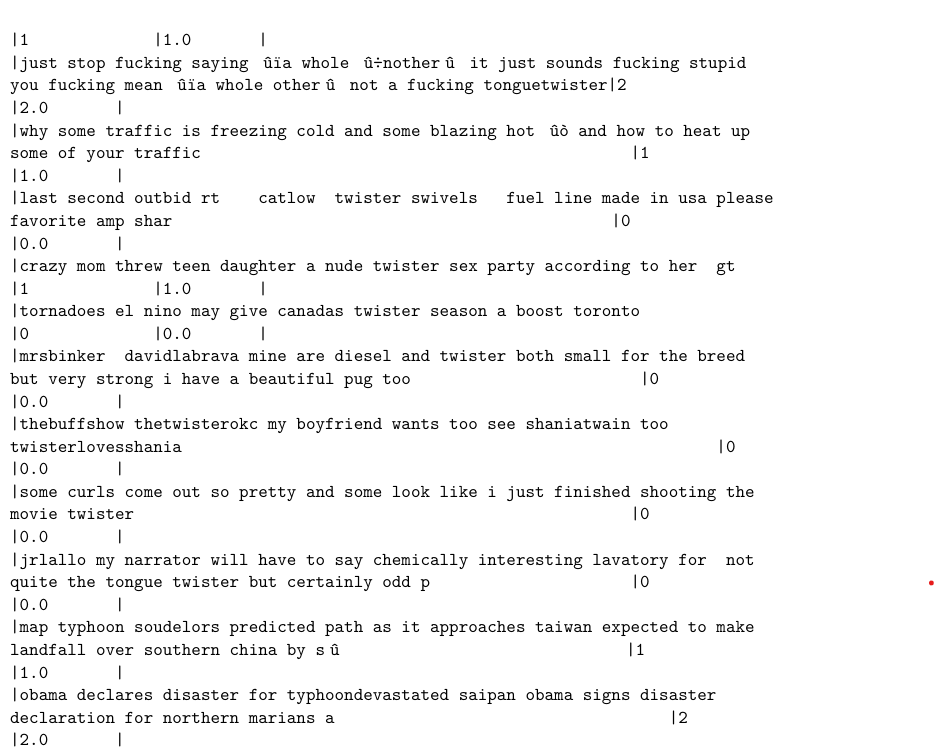 |1 |1.0 |
|just stop fucking saying ûïa whole û÷nother û it just sounds fucking stupid
you fucking mean ûïa whole other û not a fucking tonguetwister|2
|2.0 |
|why some traffic is freezing cold and some blazing hot ûò and how to heat up
some of your traffic |1
|1.0 |
|last second outbid rt catlow twister swivels fuel line made in usa please
favorite amp shar |0
|0.0 |
|crazy mom threw teen daughter a nude twister sex party according to her gt
|1 |1.0 |
|tornadoes el nino may give canadas twister season a boost toronto
|0 |0.0 |
|mrsbinker davidlabrava mine are diesel and twister both small for the breed
but very strong i have a beautiful pug too |0
|0.0 |
|thebuffshow thetwisterokc my boyfriend wants too see shaniatwain too
twisterlovesshania |0
|0.0 |
|some curls come out so pretty and some look like i just finished shooting the
movie twister |0
|0.0 |
|jrlallo my narrator will have to say chemically interesting lavatory for not
quite the tongue twister but certainly odd p |0
|0.0 |
|map typhoon soudelors predicted path as it approaches taiwan expected to make
landfall over southern china by s û |1
|1.0 |
|obama declares disaster for typhoondevastated saipan obama signs disaster
declaration for northern marians a |2
|2.0 |